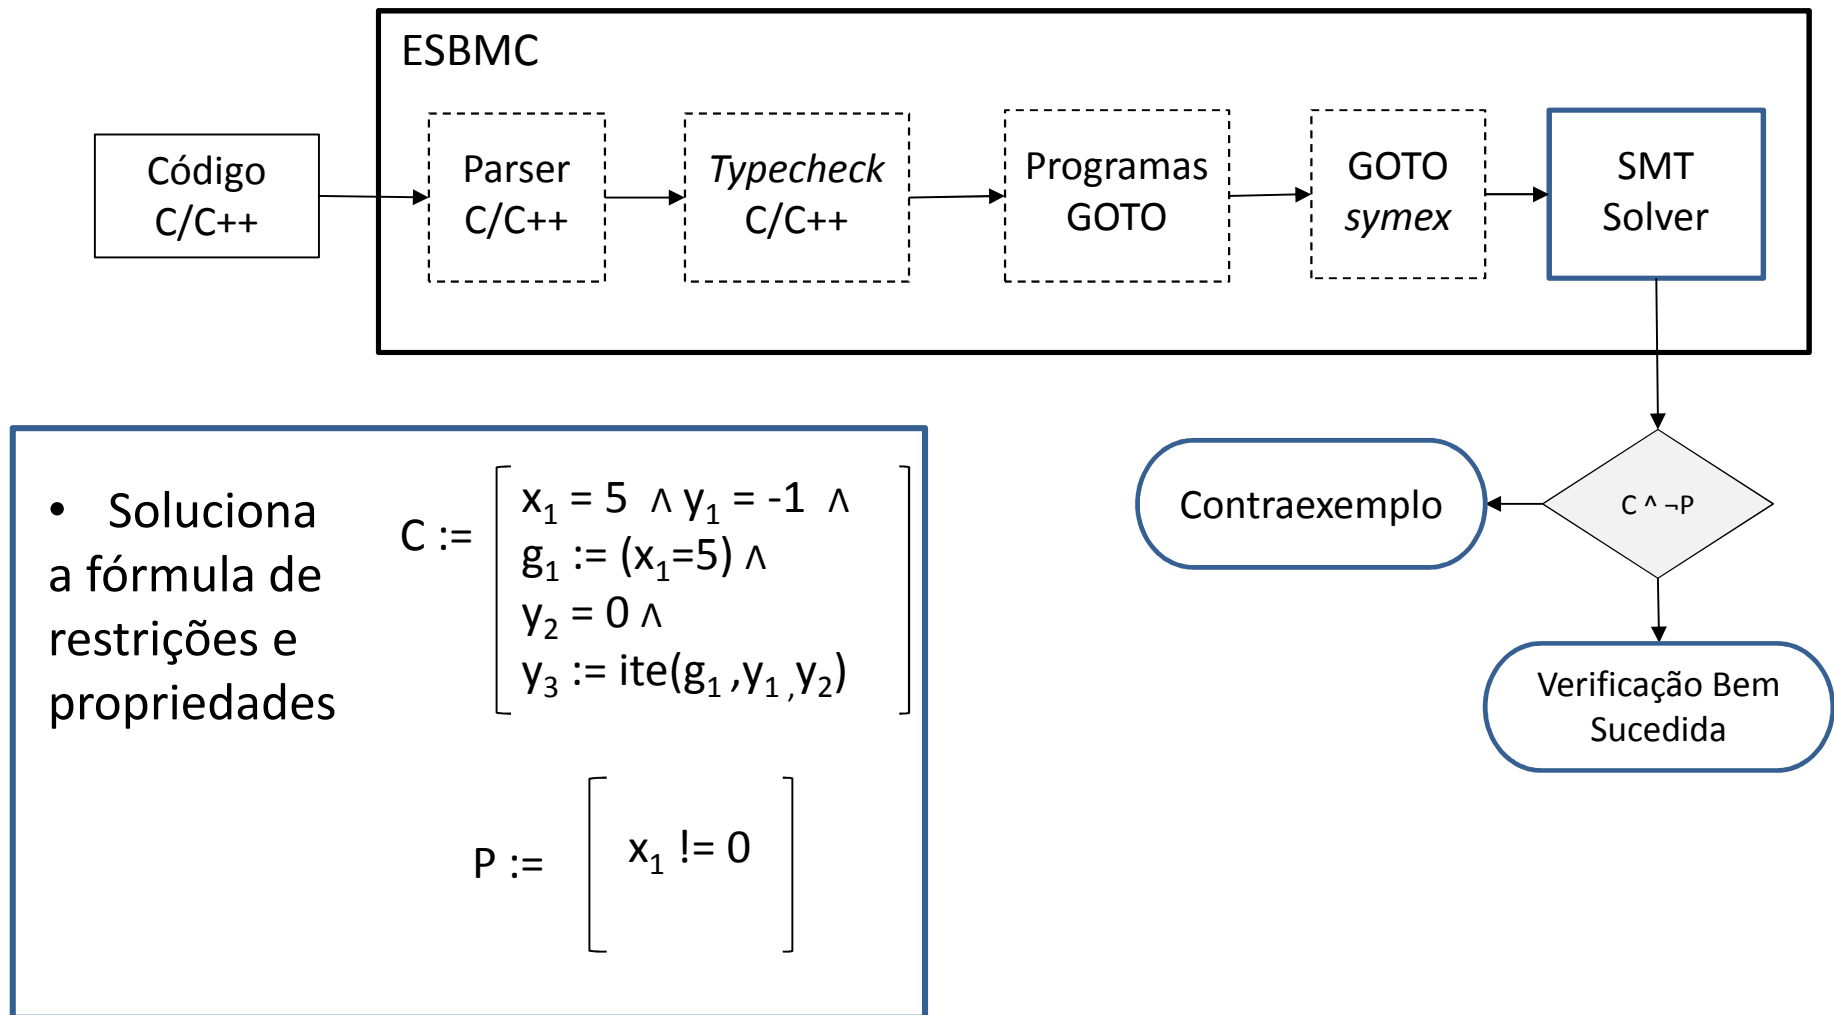 ESBMC
Código
C/C++
Parser
C/C++
Typecheck
C/C++
Programas
GOTO
GOTO
symex
SMT
Solver
• Soluciona
a fórmula de
restrições e
propriedades
C :=
x₁ = 5 ∧ y₁ = -1 ∧
g₁ := (x₁=5) ∧
y₂ = 0 ∧
y₃ := ite(g₁ ,y₁ ,y₂)
P :=
x₁ != 0
Contraexemplo
C ^ ¬P
Verificação Bem
Sucedida